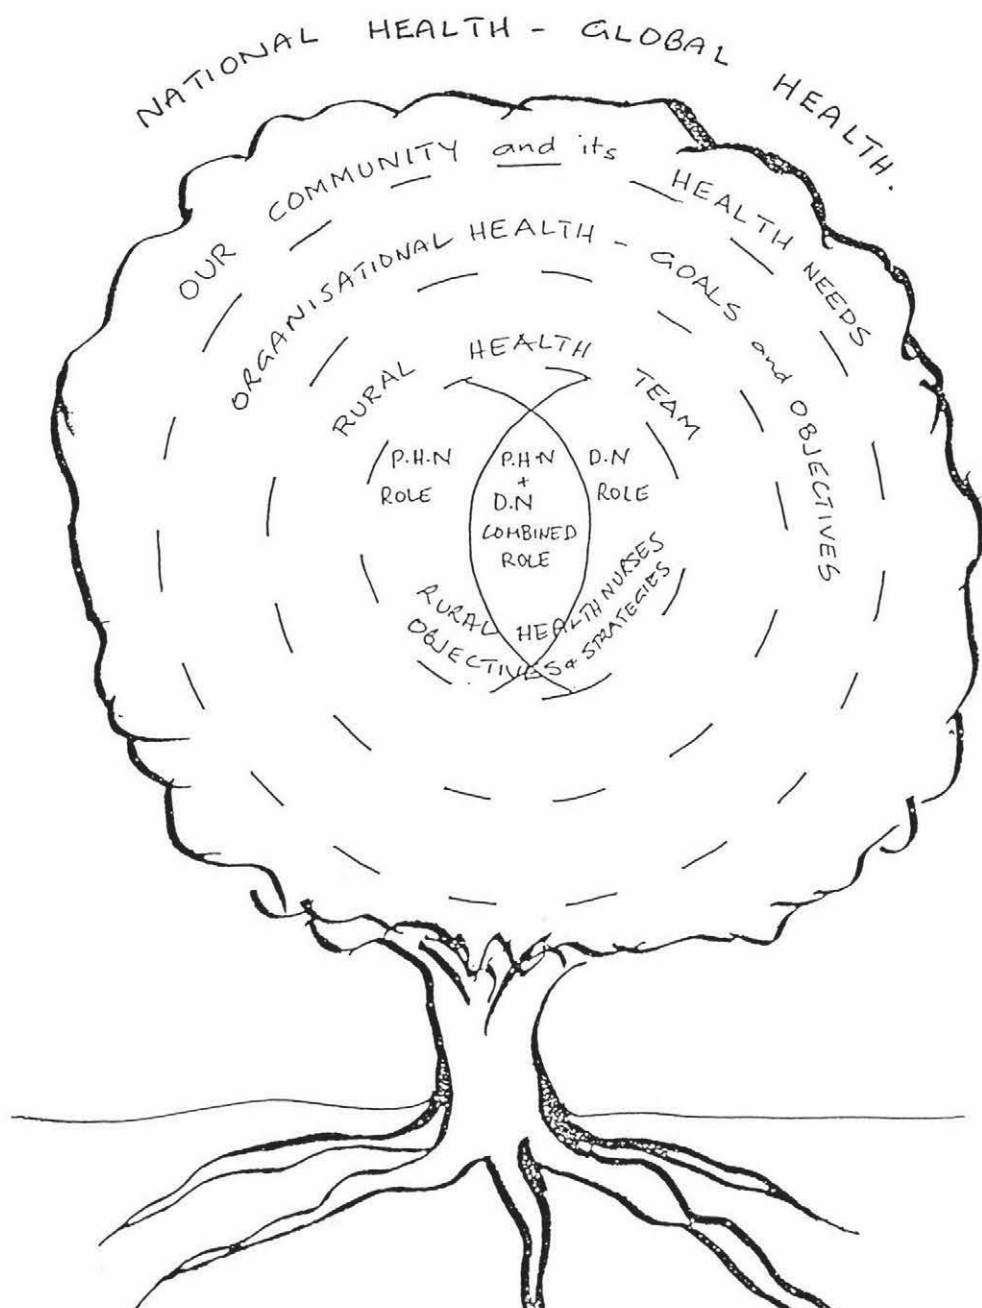 NATIONAL HEALTH - GLOBAL HEALTH.
OUR COMMUNITY and its HEALTH NEEDS
ORGANISATIONAL HEALTH - GOALS and OBJECTIVES
RURAL HEALTH TEAM
P.H.N
ROLE
P.H.N
+
D.N
COMBINED
ROLE
D.N
ROLE
RURAL HEALTH NURSES
OBJECTIVES & STRATEGIES